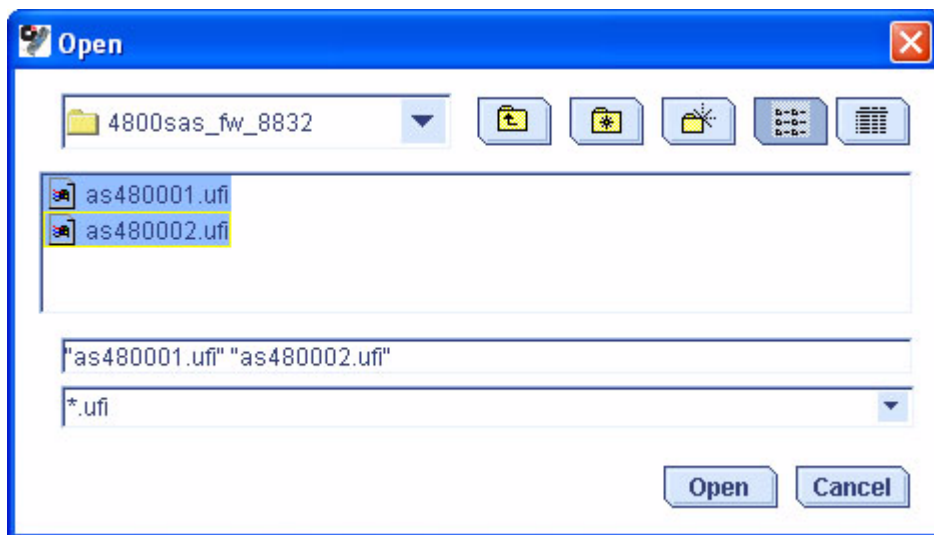 Open
4800sas_fw_8832
as480001.ufi
as480002.ufi
"as480001.ufi" "as480002.ufi"
*.ufi
Open Cancel